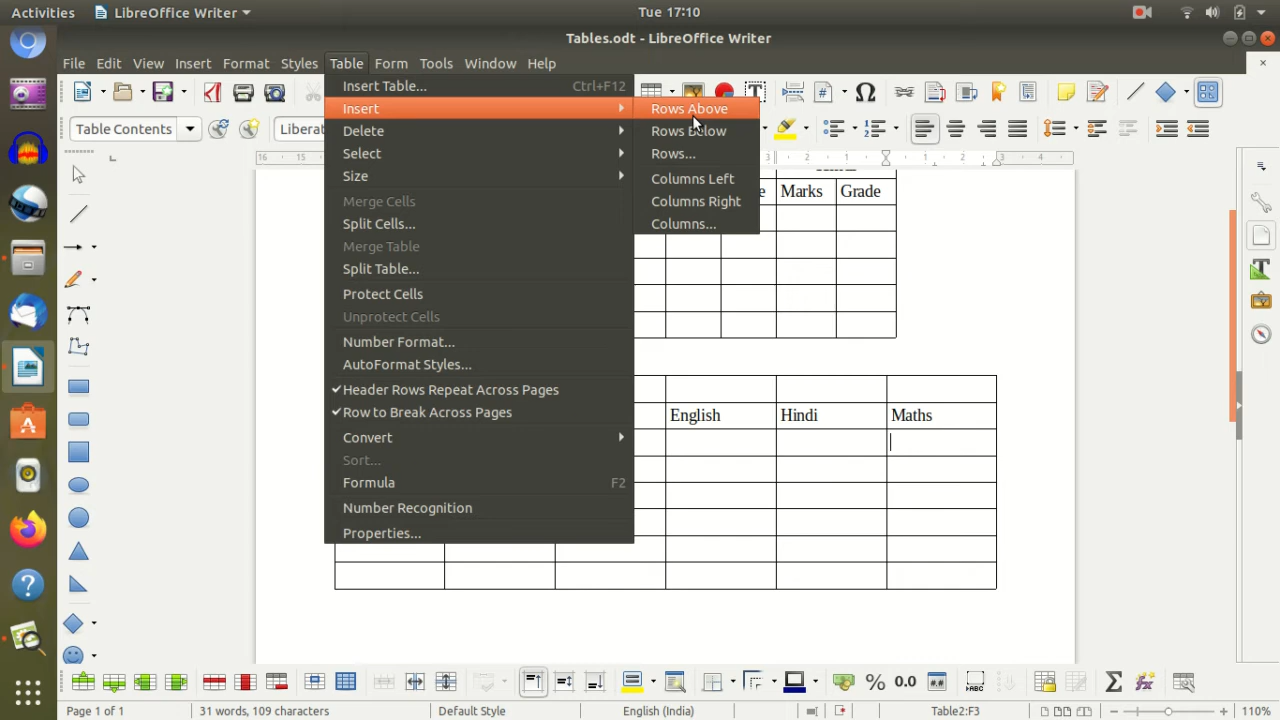 Activities LibreOffice Writer Tue 17:10
Tables.odt - LibreOffice Writer
File Edit View Insert Format Styles Table Form Tools Window Help
Insert Table... Ctrl+F12
Insert
Rows Above
Table Contents
Delete
Rows Below
Select
Rows...
Size
Columns Left
Marks Grade
Merge Cells
Columns Right
Split Cells...
Columns...
Merge Table
Split Table...
Protect Cells
Unprotect Cells
Number Format...
AutoFormat Styles...
Header Rows Repeat Across Pages
Row to Break Across Pages
English Hindi Maths
Convert
Sort...
Formula F2
Number Recognition
Properties...
Page 1 of 1 31 words, 109 characters Default Style English (India) Table2:F3 110%